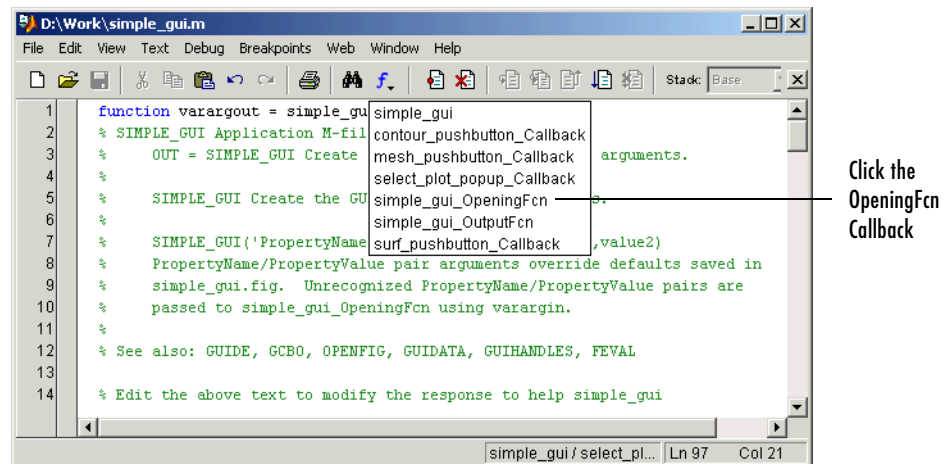 D:\Work\simple_gui.m
File Edit View Text Debug Breakpoints Web Window Help
Stack: Base
1 function varargout = simple_gu
2 % SIMPLE_GUI Application M-fil
3 % OUT = SIMPLE_GUI Create arguments.
4 %
5 % SIMPLE_GUI Create the GU s.
6 %
7 % SIMPLE_GUI('PropertyName ,value2)
8 % PropertyName/PropertyValue pair arguments override defaults saved in
9 % simple_gui.fig. Unrecognized PropertyName/PropertyValue pairs are
10 % passed to simple_gui_OpeningFcn using varargin.
11 %
12 % See also: GUIDE, GCBO, OPENFIG, GUIDATA, GUIHANDLES, FEVAL
13
14 % Edit the above text to modify the response to help simple_gui
simple_gui
contour_pushbutton_Callback
mesh_pushbutton_Callback
select_plot_popup_Callback
simple_gui_OpeningFcn
simple_gui_OutputFcn
surf_pushbutton_Callback
Click the
OpeningFcn
Callback
simple_gui / select_pl... Ln 97 Col 21